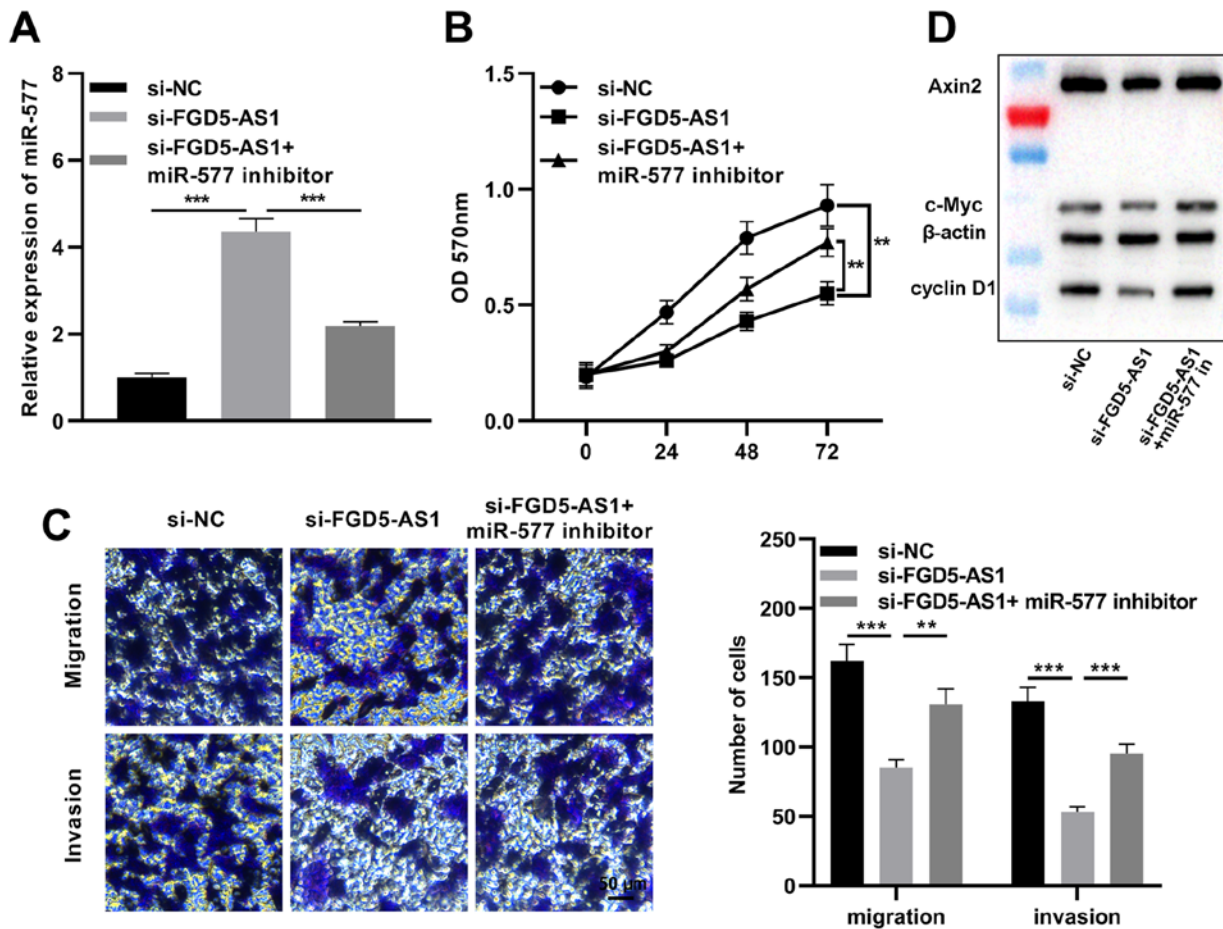 A
Relative expression of miR-577
8
6
4
2
0
si-NC
si-FGD5-AS1
si-FGD5-AS1+
miR-577 inhibitor
***
***
B
OD 570nm
1.5
1.0
0.5
0.0
0
24
48
72
si-NC
si-FGD5-AS1
si-FGD5-AS1+
miR-577 inhibitor
**
**
D
Axin2
c-Myc
β-actin
cyclin D1
si-NC
si-FGD5-AS1
si-FGD5-AS1
+miR-577 in
C
si-NC
si-FGD5-AS1
si-FGD5-AS1+
miR-577 inhibitor
Migration
Invasion
50 μm
Number of cells
250
200
150
100
50
0
si-NC
si-FGD5-AS1
si-FGD5-AS1+ miR-577 inhibitor
***
**
***
***
migration
invasion